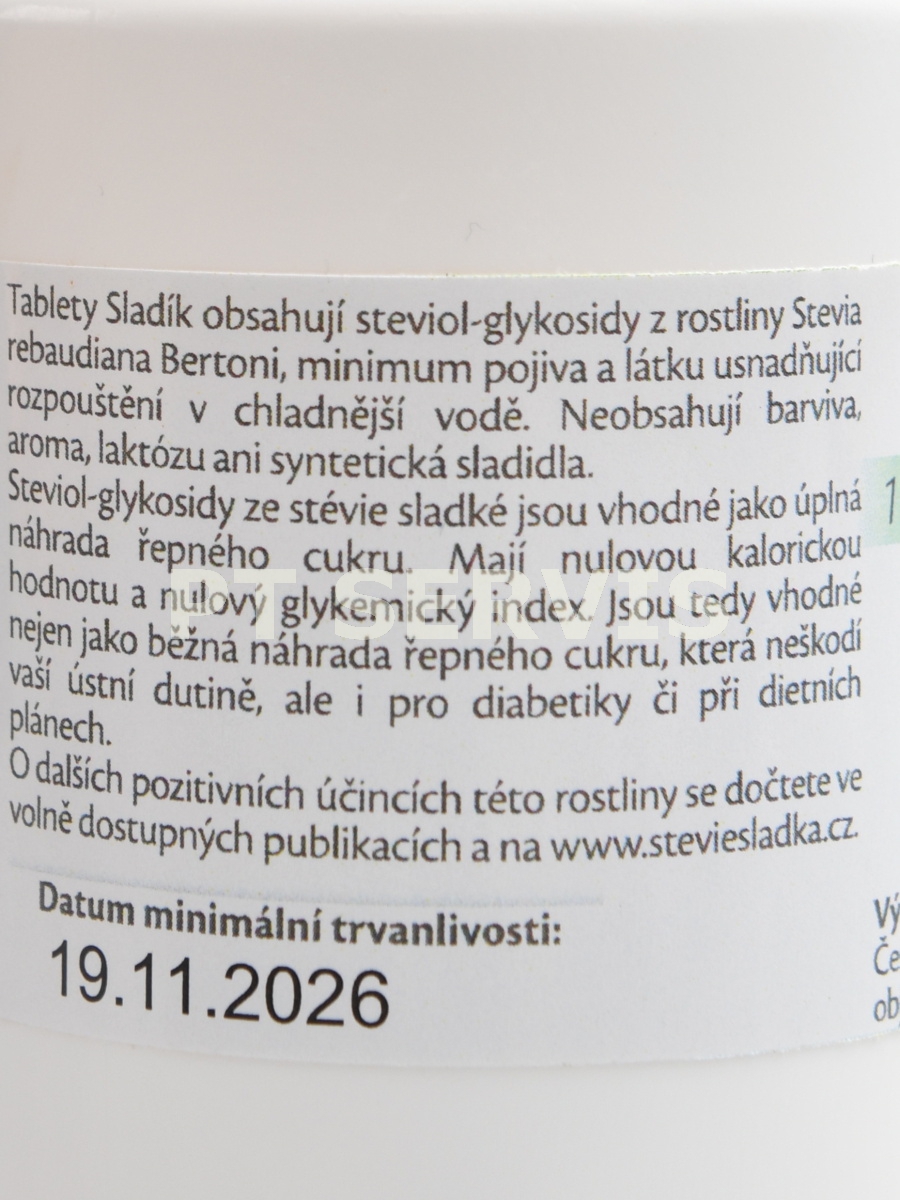 Tablety Sladík obsahují steviol-glykosidy z rostliny Stevia
rebaudiana Bertoni, minimum pojiva a látku usnadňující
rozpouštění v chladnější vodě. Neobsahují barviva,
aroma, laktózu ani syntetická sladidla.
Steviol-glykosidy ze stévie sladké jsou vhodné jako úplná
náhrada řepného cukru. Mají nulovou kalorickou
hodnotu a nulový glykemický index. Jsou tedy vhodné
nejen jako běžná náhrada řepného cukru, která neškodí
vaší ústní dutině, ale i pro diabetiky či při dietních
plánech.
O dalších pozitivních účincích této rostliny se dočtete ve
volně dostupných publikacích a na www.steviesladka.cz.
Datum minimální trvanlivosti:
19.11.2026
PT SERVIS